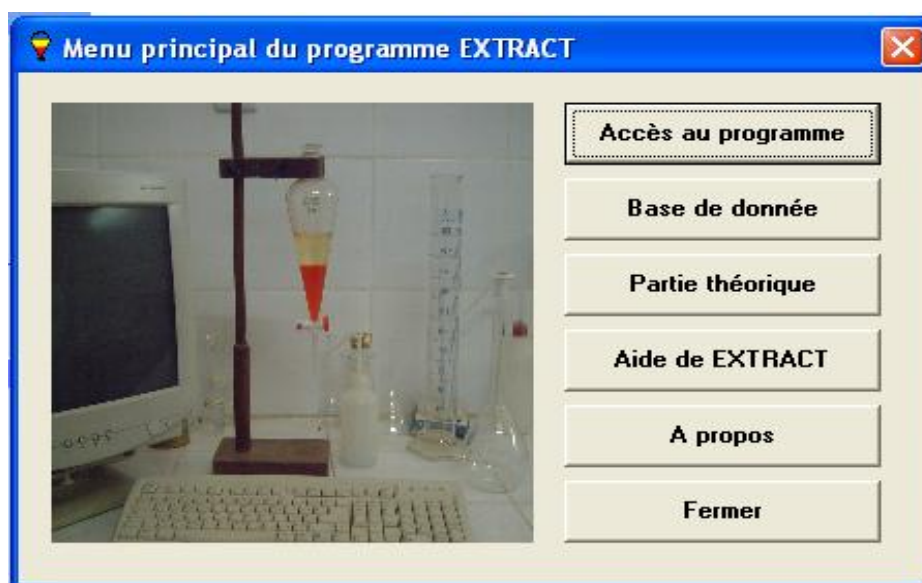 Menu principal du programme EXTRACT
Accès au programme
Base de donnée
Partie théorique
Aide de EXTRACT
A propos
Fermer